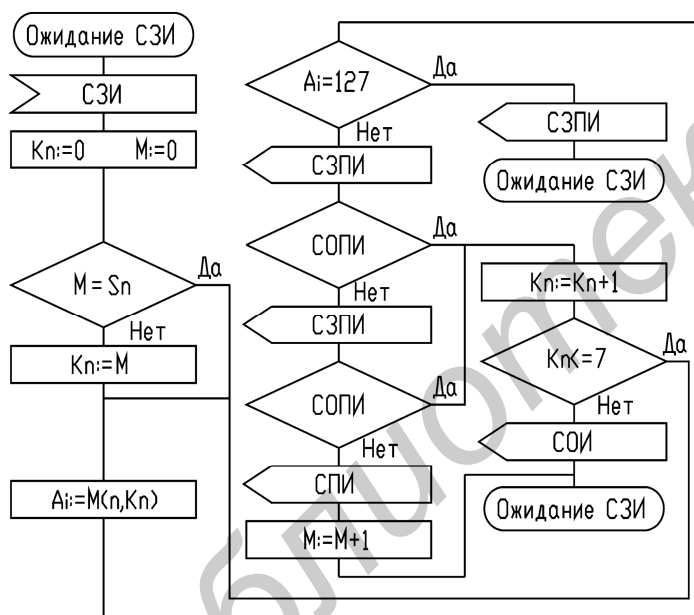 Ожидание СЗИ
СЗИ
Kn:=0 M:=0
M = Sn
Да
Нет
Kn:=M
Ai:=M(n,Kn)
Ai=127
Да
Нет
СЗПИ
СЗПИ
Ожидание СЗИ
СОПИ
Да
Нет
СЗПИ
СОПИ
Да
Нет
СПИ
M:=M+1
Kn:=Kn+1
KnK=7
Да
Нет
СОИ
Ожидание СЗИ
блиотек